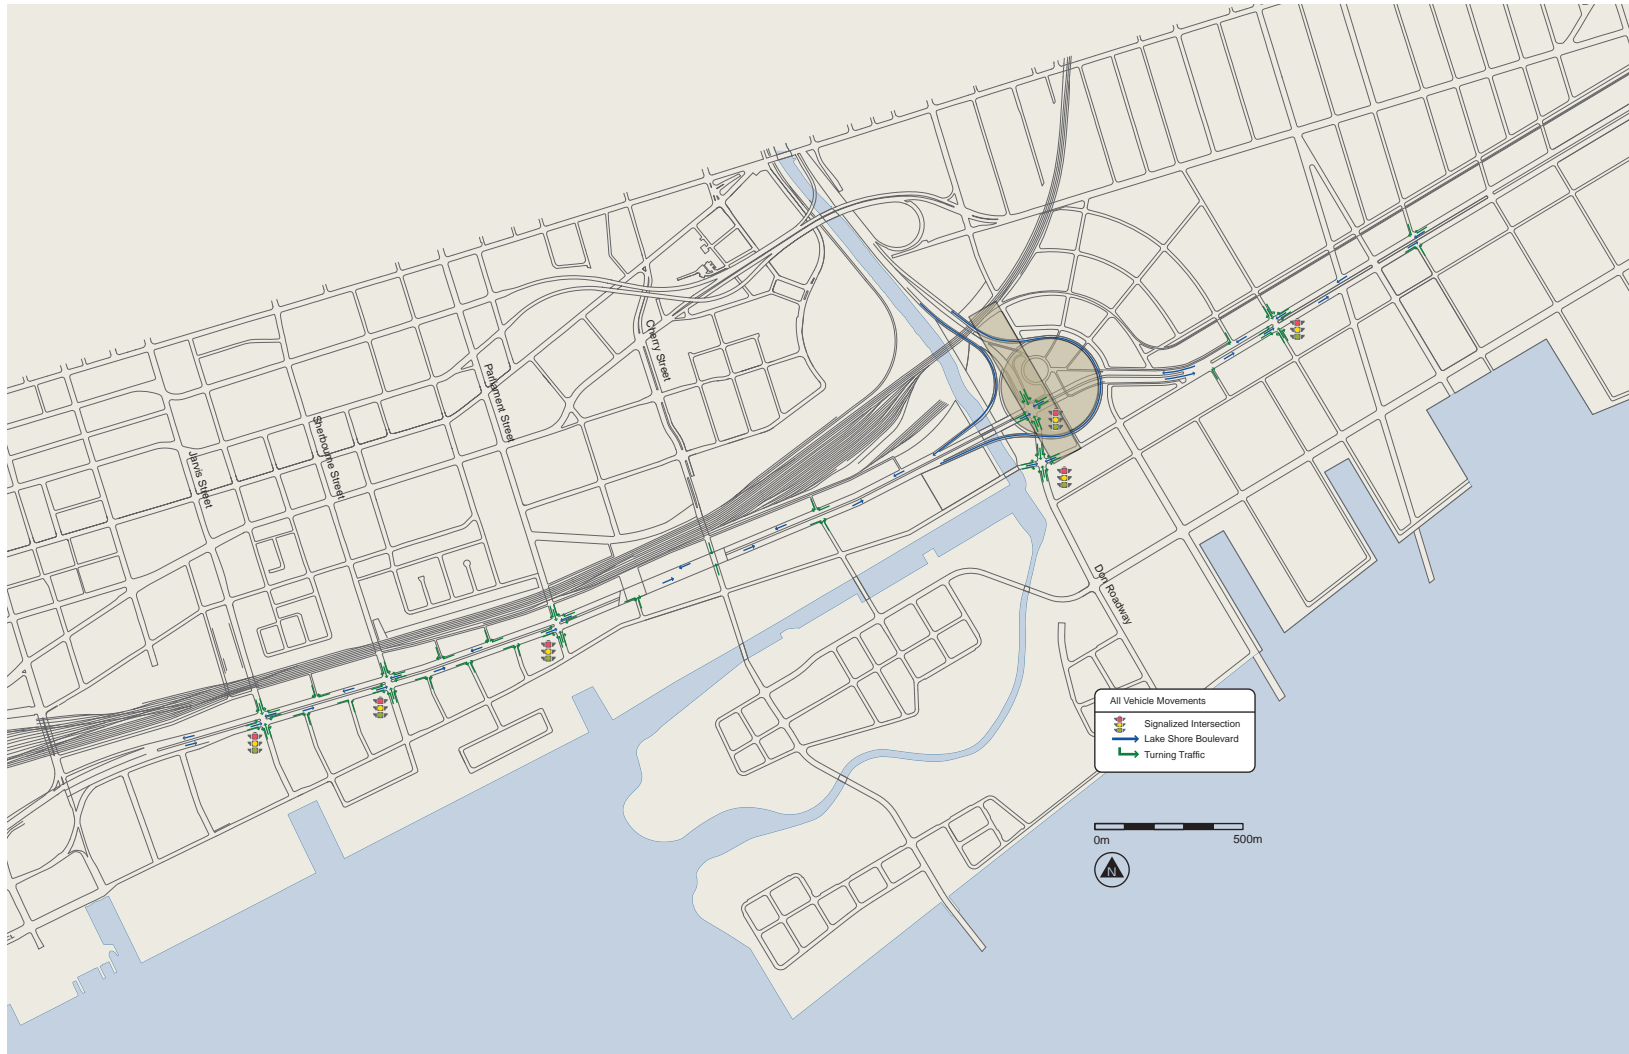 Cherry Street
Parliament Street
Sherbourne Street
Jarvis Street
Don Roadway
All Vehicle Movements
Signalized Intersection
Lake Shore Boulevard
Turning Traffic
0m
500m
N